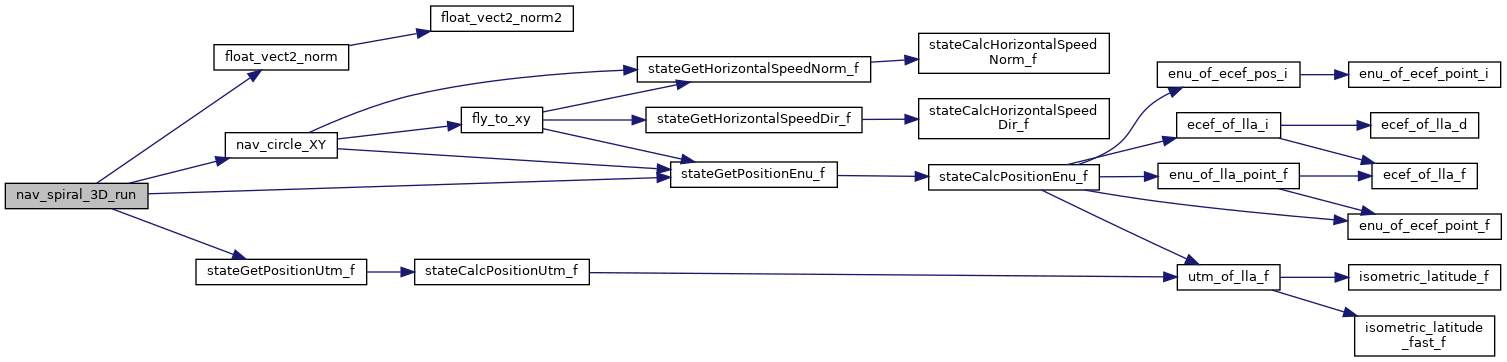 nav_spiral_3D_run
float_vect2_norm
float_vect2_norm2
nav_circle_XY
fly_to_xy
stateGetHorizontalSpeedNorm_f
stateCalcHorizontalSpeed
Norm_f
stateGetHorizontalSpeedDir_f
stateCalcHorizontalSpeed
Dir_f
stateGetPositionEnu_f
stateCalcPositionEnu_f
enu_of_ecef_pos_i
enu_of_ecef_point_i
ecef_of_lla_i
ecef_of_lla_d
enu_of_lla_point_f
ecef_of_lla_f
enu_of_ecef_point_f
stateGetPositionUtm_f
stateCalcPositionUtm_f
utm_of_lla_f
isometric_latitude_f
isometric_latitude
_fast_f